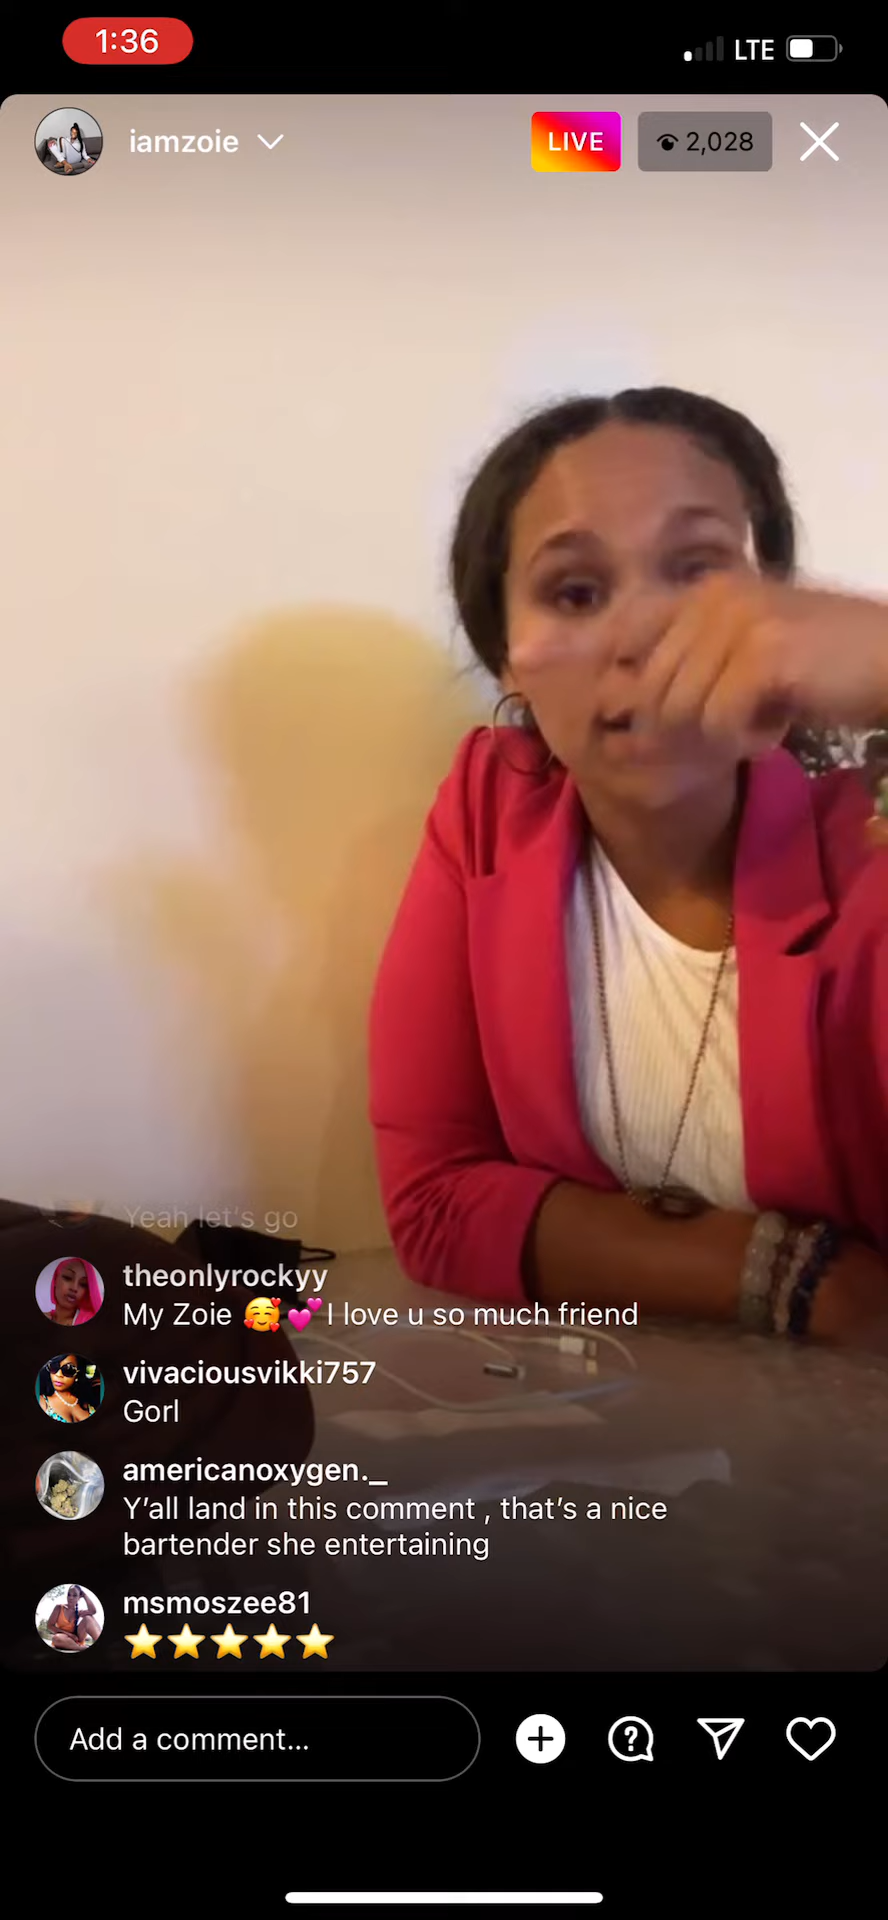 1:36
LTE
iamzoie
LIVE
2,028
Yeah let's go
theonlyrockyy
My Zoie 🥰💕I love u so much friend
vivaciousvikki757
Gorl
americanoxygen._
Y'all land in this comment , that's a nice
bartender she entertaining
msmoszee81
⭐⭐⭐⭐⭐
Add a comment...